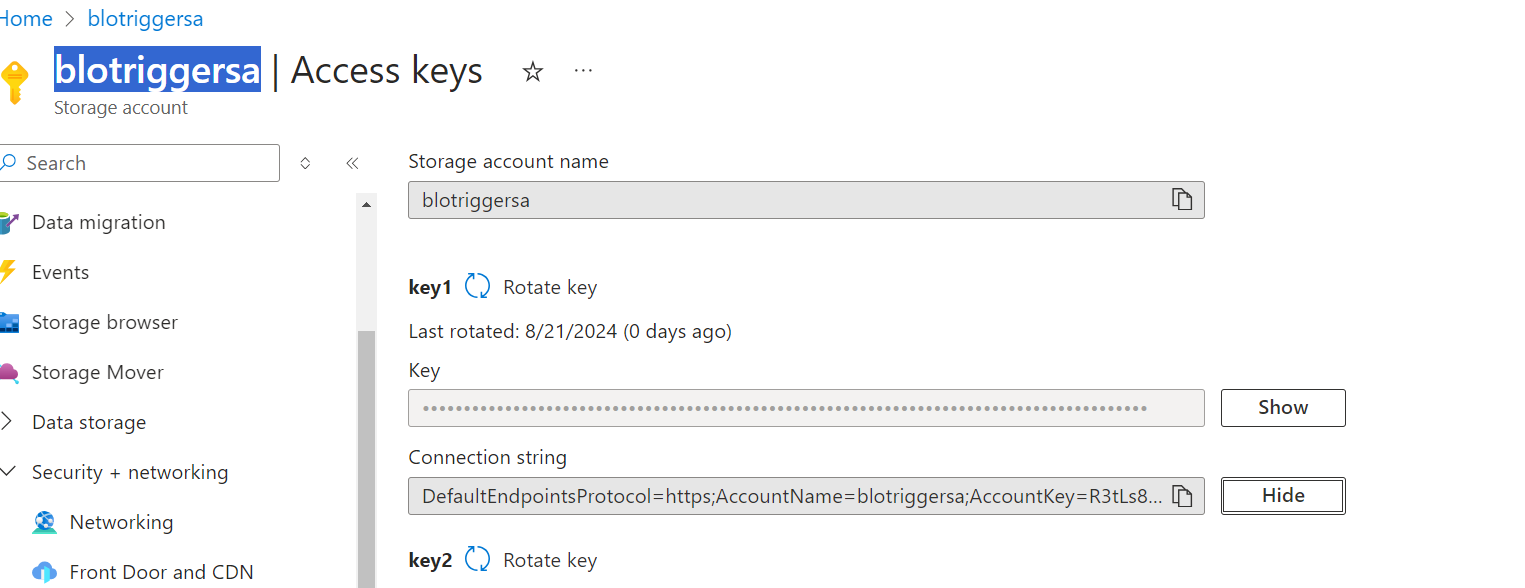 Home > blotriggersa
blotriggersa | Access keys
Storage account
Search
Data migration
Events
Storage browser
Storage Mover
Data storage
Security + networking
Networking
Front Door and CDN
Storage account name
blotriggersa
key1 Rotate key
Last rotated: 8/21/2024 (0 days ago)
Key
Show
Connection string
DefaultEndpointsProtocol=https;AccountName=blotriggersa;AccountKey=R3tLs8...
Hide
key2 Rotate key